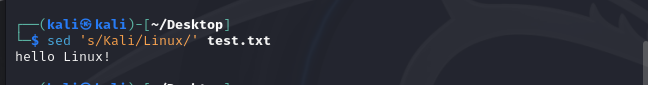 ┌──(kali㉿kali)-[~/Desktop]
└─$ sed 's/Kali/Linux/' test.txt
hello Linux!